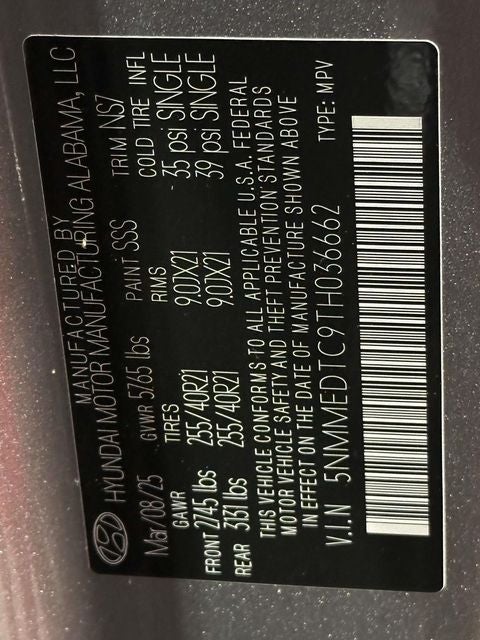 MANUFACTURED BY
HYUNDAI MOTOR MANUFACTURING ALABAMA, LLC
Mar/08/25 GVWR 5765 lbs PAINT SSS TRIM NS7
GAWR TIRES RIMS COLD TIRE INFL
FRONT 2745 lbs 255/40R21 9.0JX21 35 psi SINGLE
REAR 3131 lbs 255/40R21 9.0JX21 39 psi SINGLE
THIS VEHICLE CONFORMS TO ALL APPLICABLE U.S.A. FEDERAL
MOTOR VEHICLE SAFETY AND THEFT PREVENTION STANDARDS
IN EFFECT ON THE DATE OF MANUFACTURE SHOWN ABOVE
V.I.N 5NMMEDTC9TH036662 TYPE: MPV